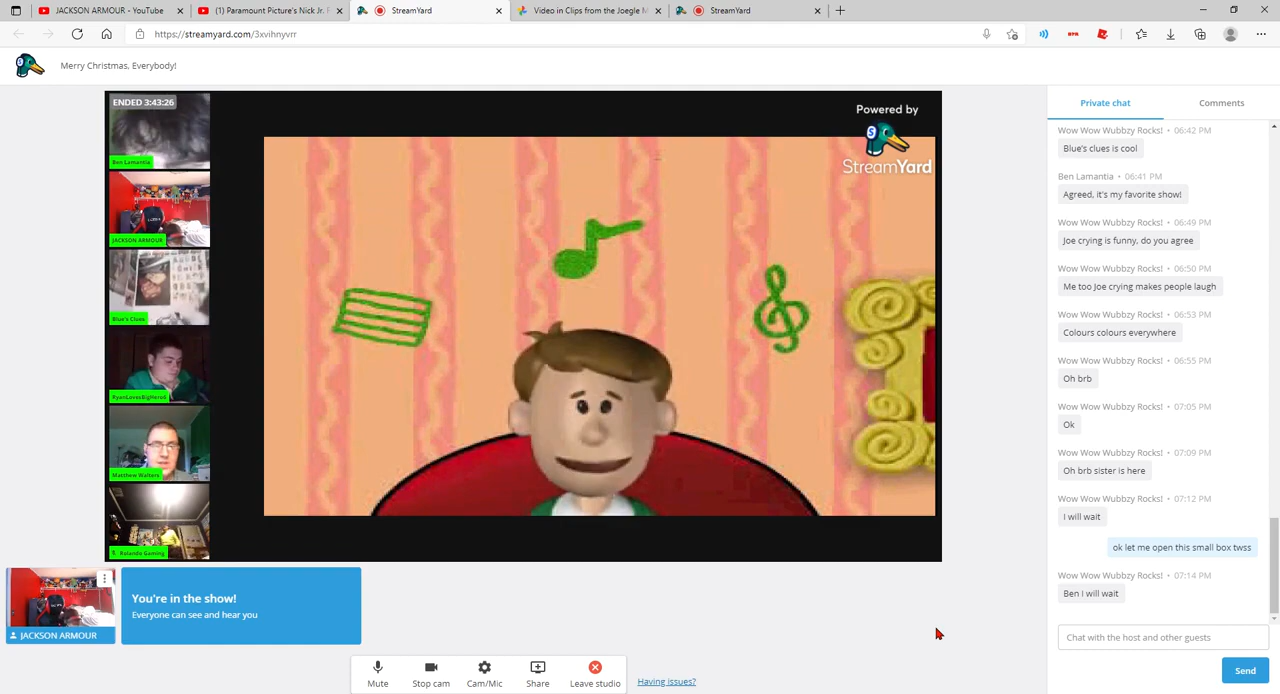 JACKSON ARMOUR - YouTube
(1) Paramount Picture's Nick Jr. F
StreamYard
Video in Clips from the Joegle M
StreamYard
https://streamyard.com/3xvihnyvrr
Merry Christmas, Everybody!
ENDED 3:43:26
Powered by
StreamYard
Ben Lamantia
JACKSON ARMOUR
Blue's Clues
RyanLovesBigHero6
Matthew Walters
Rolando Gaming
JACKSON ARMOUR
You're in the show!
Everyone can see and hear you
Mute
Stop cam
Cam/Mic
Share
Leave studio
Having issues?
Private chat
Comments
Wow Wow Wubbzy Rocks! • 06:42 PM
Blue's clues is cool
Ben Lamantia • 06:41 PM
Agreed, it's my favorite show!
Wow Wow Wubbzy Rocks! • 06:49 PM
Joe crying is funny, do you agree
Wow Wow Wubbzy Rocks! • 06:50 PM
Me too Joe crying makes people laugh
Wow Wow Wubbzy Rocks! • 06:53 PM
Colours colours everywhere
Wow Wow Wubbzy Rocks! • 06:55 PM
Oh brb
Wow Wow Wubbzy Rocks! • 07:05 PM
Ok
Wow Wow Wubbzy Rocks! • 07:09 PM
Oh brb sister is here
Wow Wow Wubbzy Rocks! • 07:12 PM
I will wait
ok let me open this small box twss
Wow Wow Wubbzy Rocks! • 07:14 PM
Ben I will wait
Chat with the host and other guests
Send